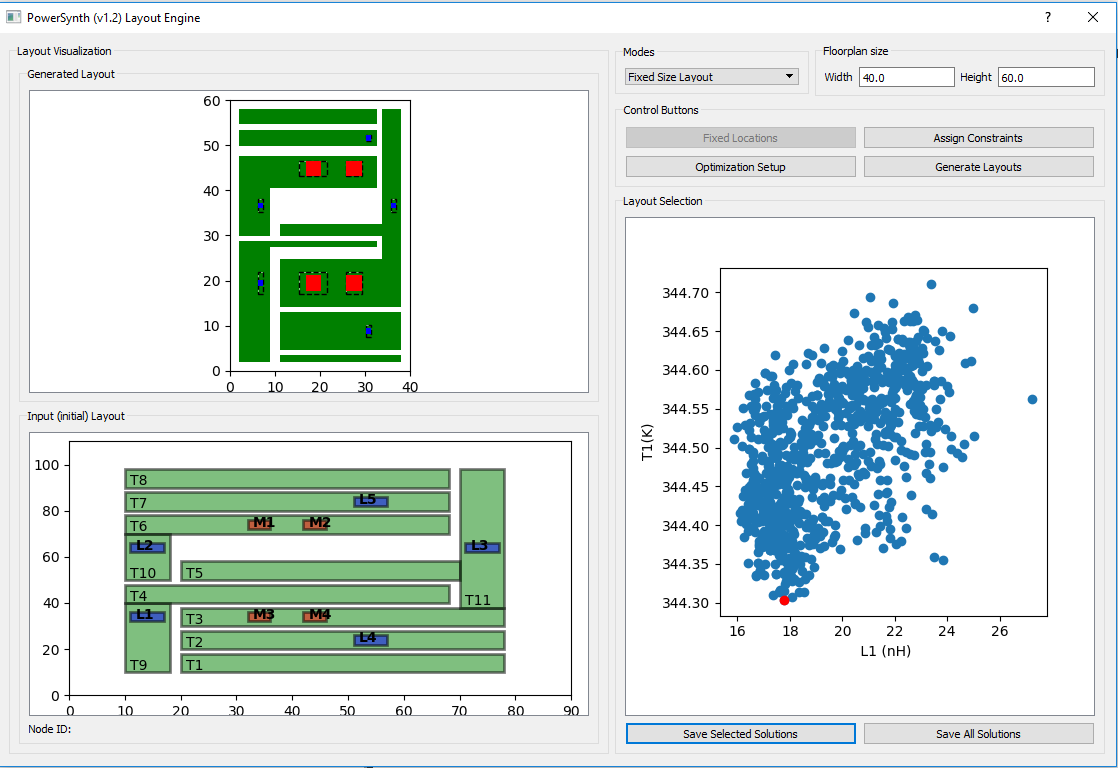 PowerSynth (v1.2) Layout Engine
?
Layout Visualization
Generated Layout
60
50
40
30
20
10
0
0 10 20 30 40
Input (initial) Layout
100
80
60
40
20
0
T8
T7 L5
T6 M1 M2
L2 L3
T10 T5
T4 T11
L1 T3 M3 M4
T2 L4
T9 T1
0 10 20 30 40 50 60 70 80 90
Node ID:
Modes
Fixed Size Layout
Floorplan size
Width 40.0 Height 60.0
Control Buttons
Fixed Locations Assign Constraints
Optimization Setup Generate Layouts
Layout Selection
344.70
344.65
344.60
344.55
344.50
344.45
344.40
344.35
344.30
T1(K)
16 18 20 22 24 26
L1 (nH)
Save Selected Solutions Save All Solutions